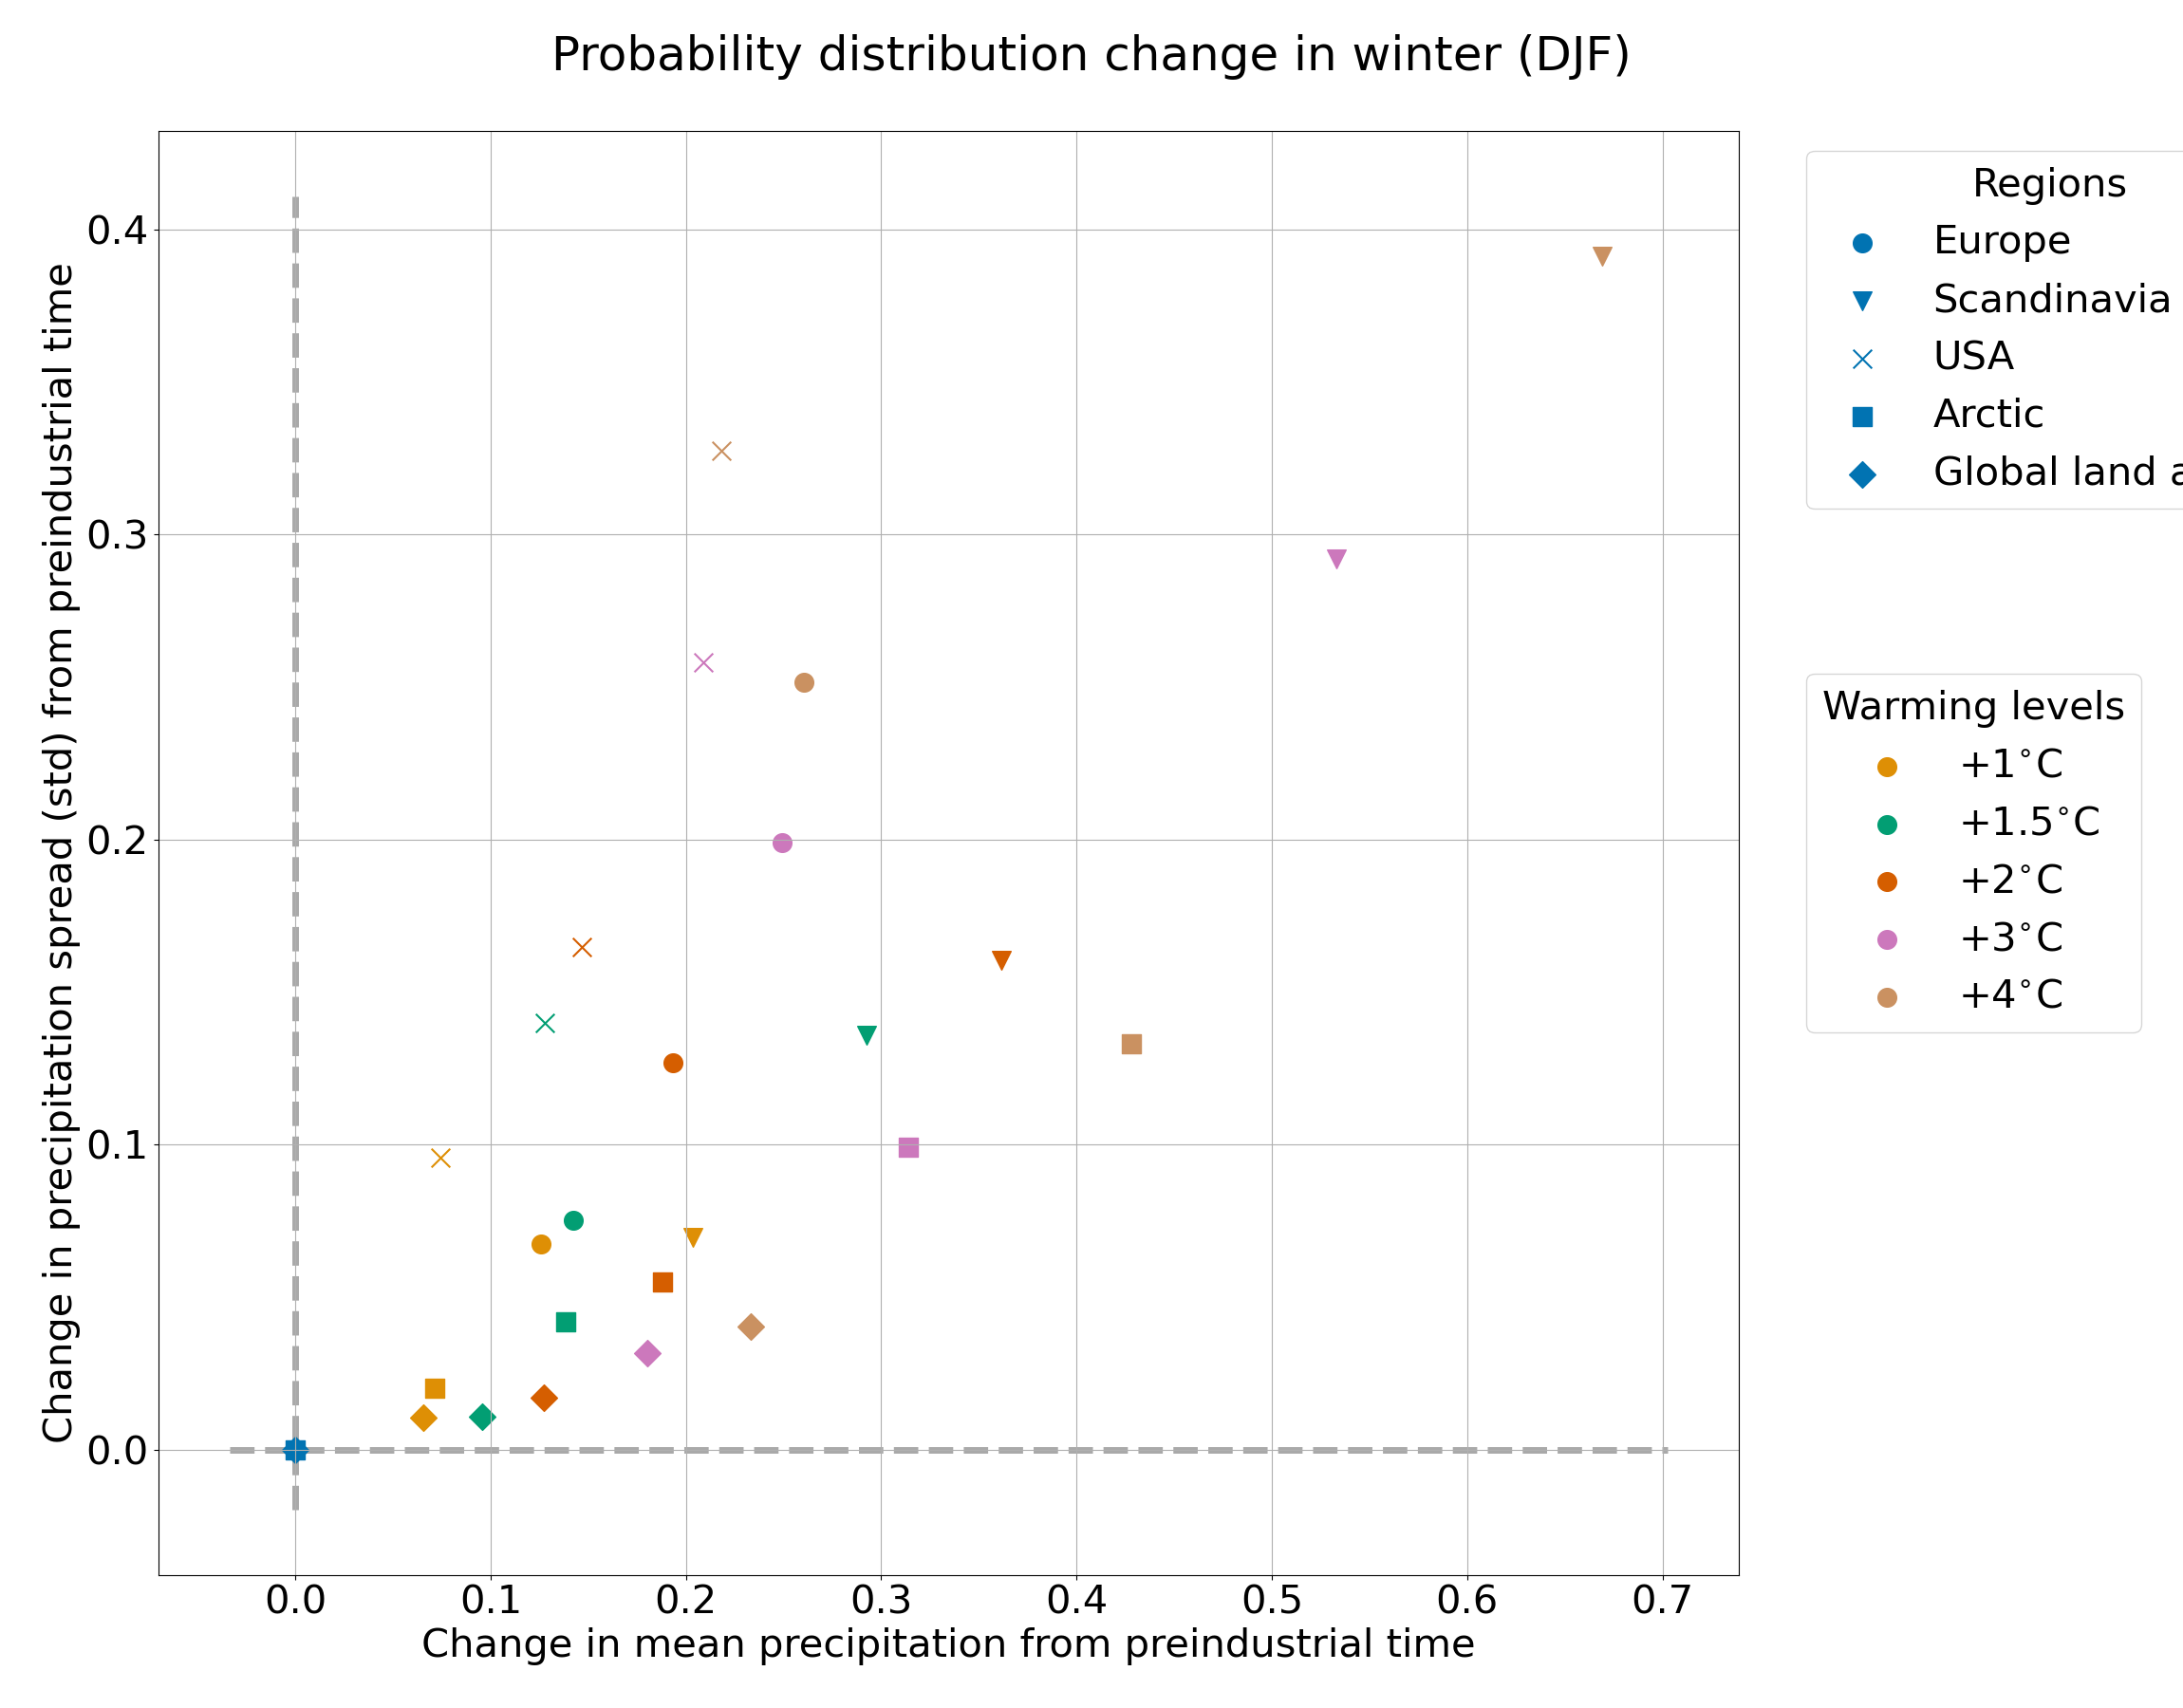 Probability distribution change in winter (DJF)
Change in precipitation spread (std) from preindustrial time
0.4
0.3
0.2
0.1
0.0
0.0 0.1 0.2 0.3 0.4 0.5 0.6 0.7
Change in mean precipitation from preindustrial time
Regions
Europe
Scandinavia
USA
Arctic
Global land a
Warming levels
+1°C
+1.5°C
+2°C
+3°C
+4°C